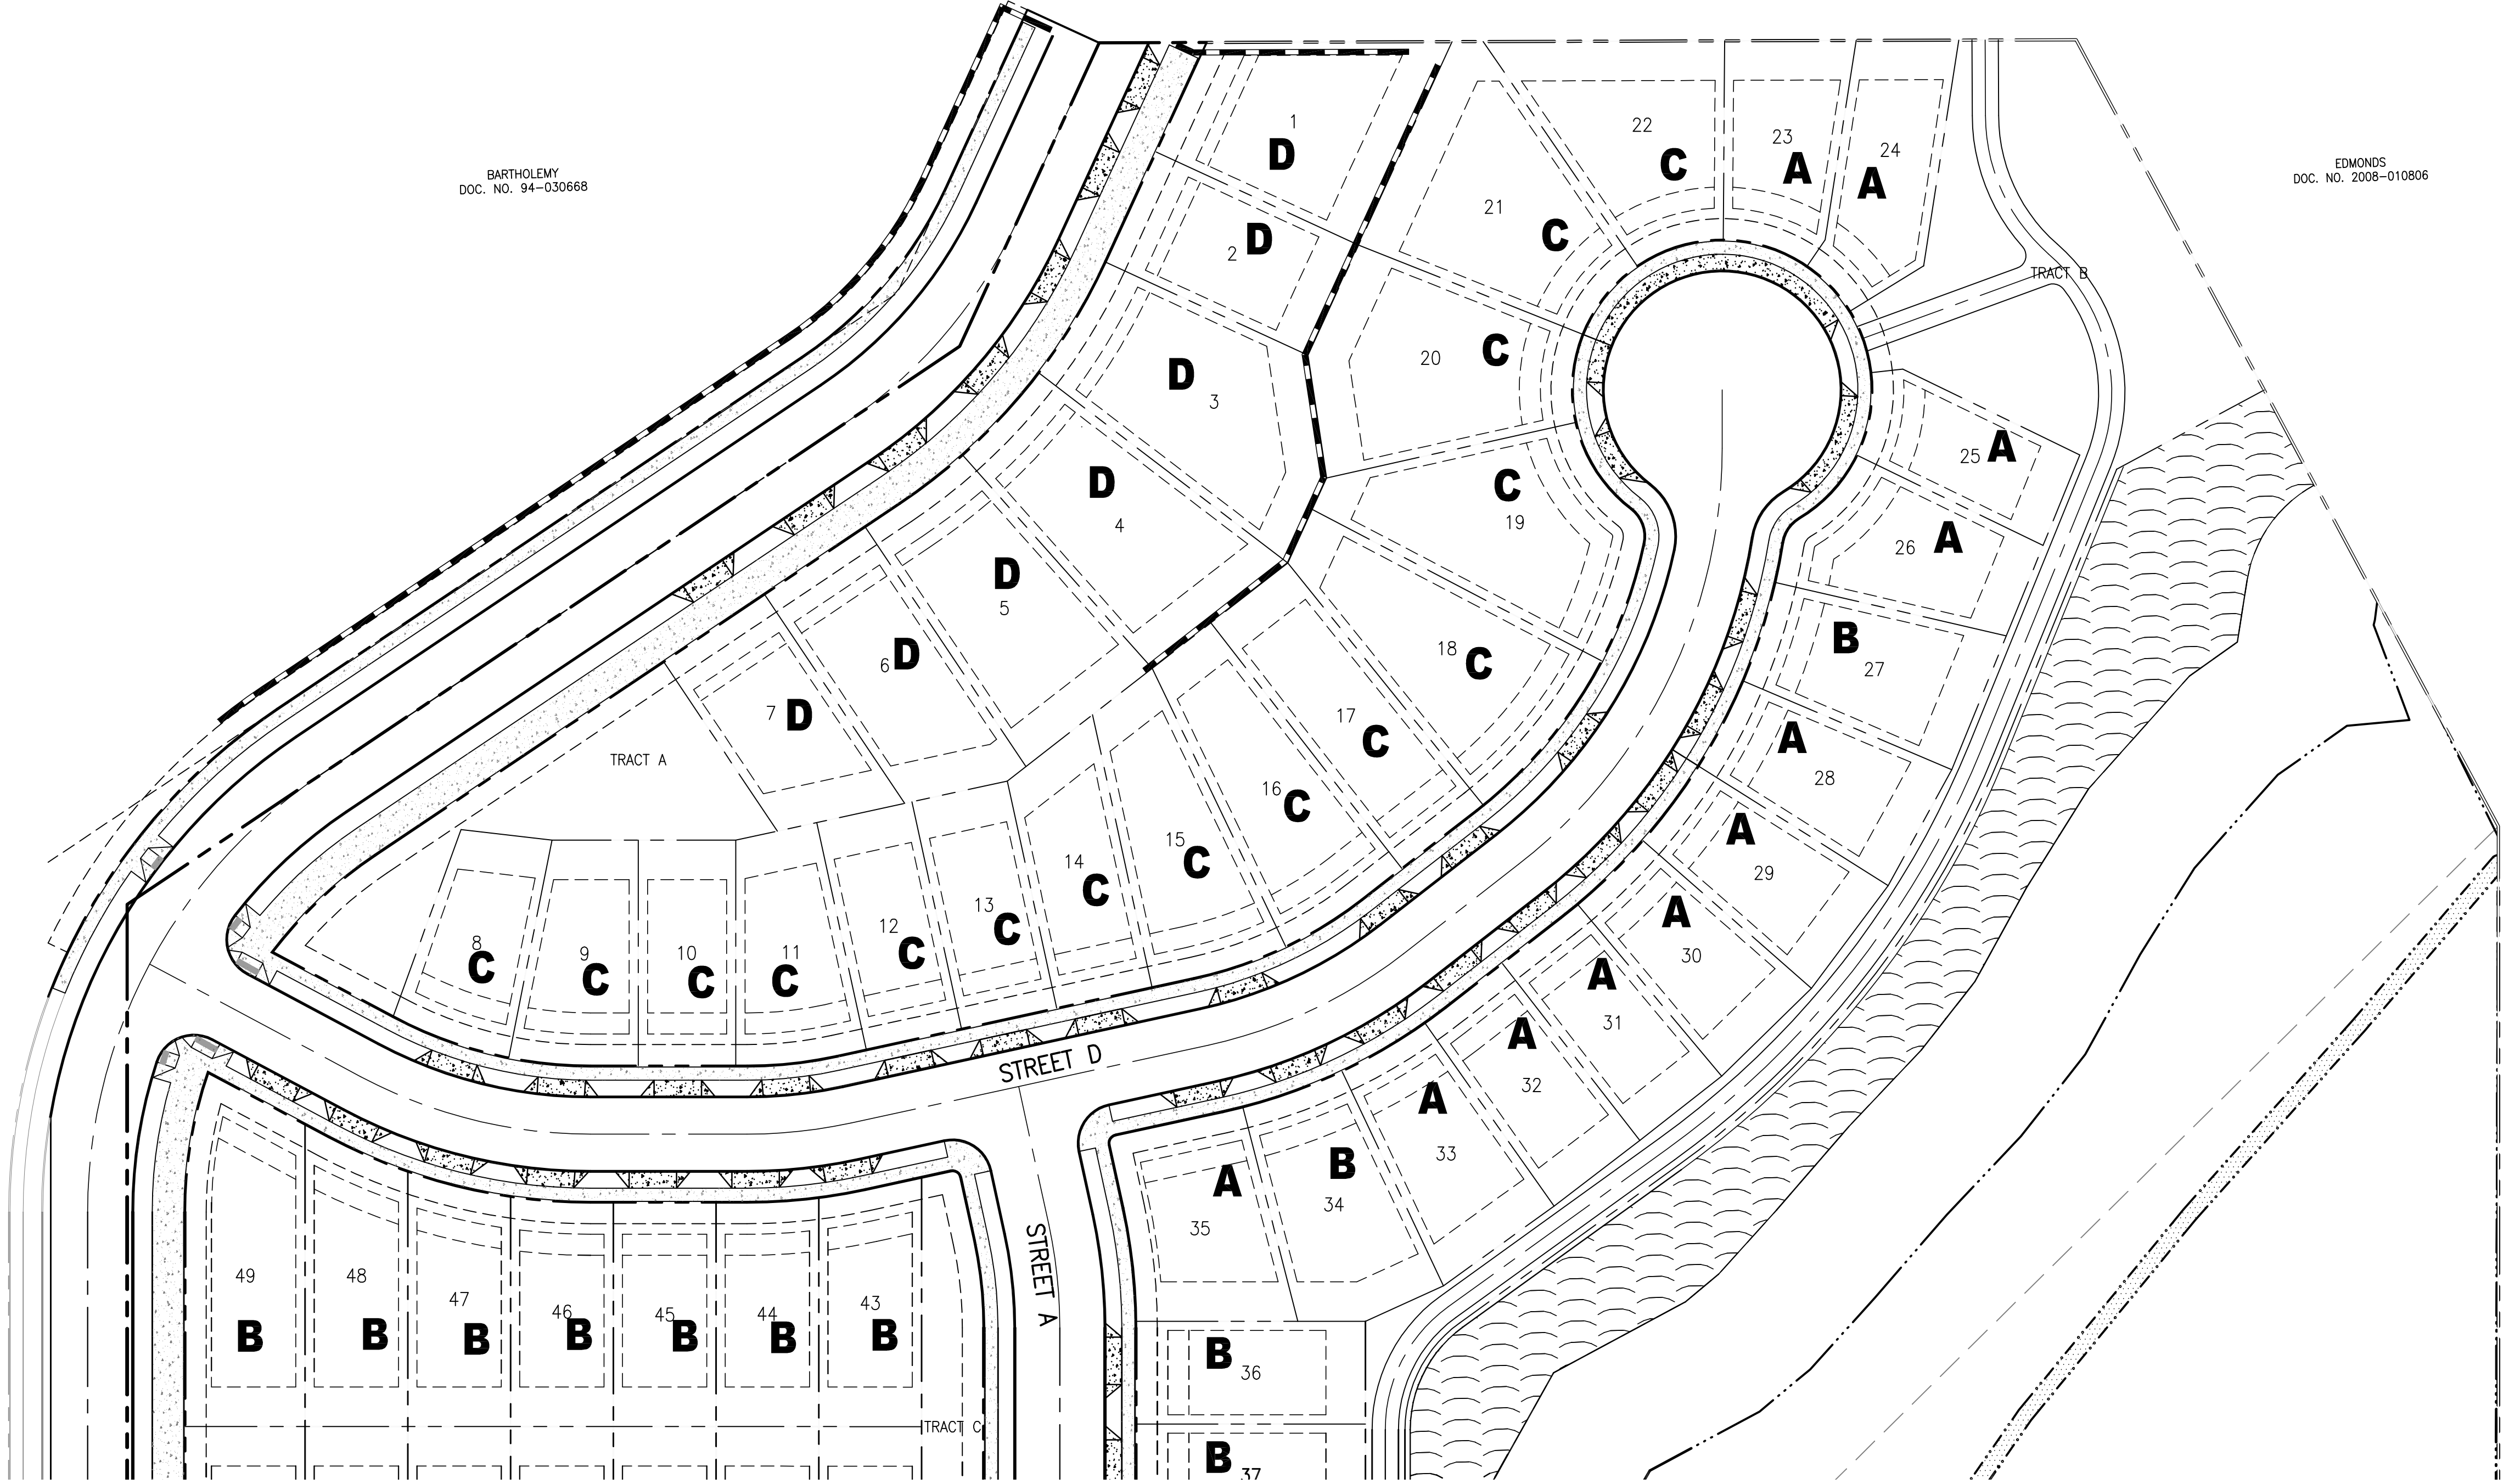 BARTHOLEMY
DOC. NO. 94-030668
EDMONDS
DOC. NO. 2008-010806
1
D
2 D
D
3
D
4
D
5
6 D
7 D
TRACT A
8
C
9
C
10
C
11
C
12
C
13
C
14
C
15
C
16
C
17
C
18
C
C
19
20 C
21
C
22
C
23
A
24
A
TRACT B
25 A
26 A
B
27
A
28
A
29
A
30
A
31
A
32
A
33
B
34
A
35
B
36
B
37
STREET D
STREET A
49
B
48
B
47
B
46
B
45
B
44
B
43
B
TRACT C